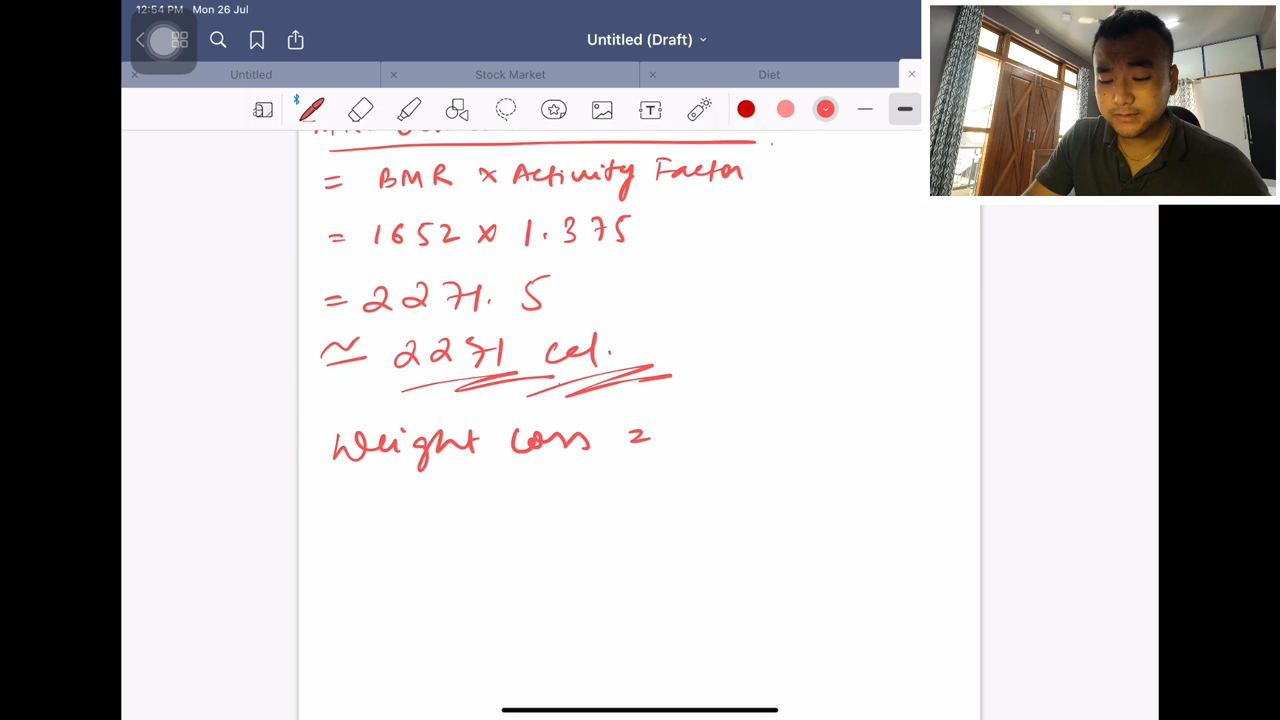 12:54 PM Mon 26 Jul
Untitled (Draft)
Untitled
Stock Market
Diet
= BMR x Activity Factor
= 1652 x 1.375
= 2271.5
≅ 2271 cal.
Weight Loss =